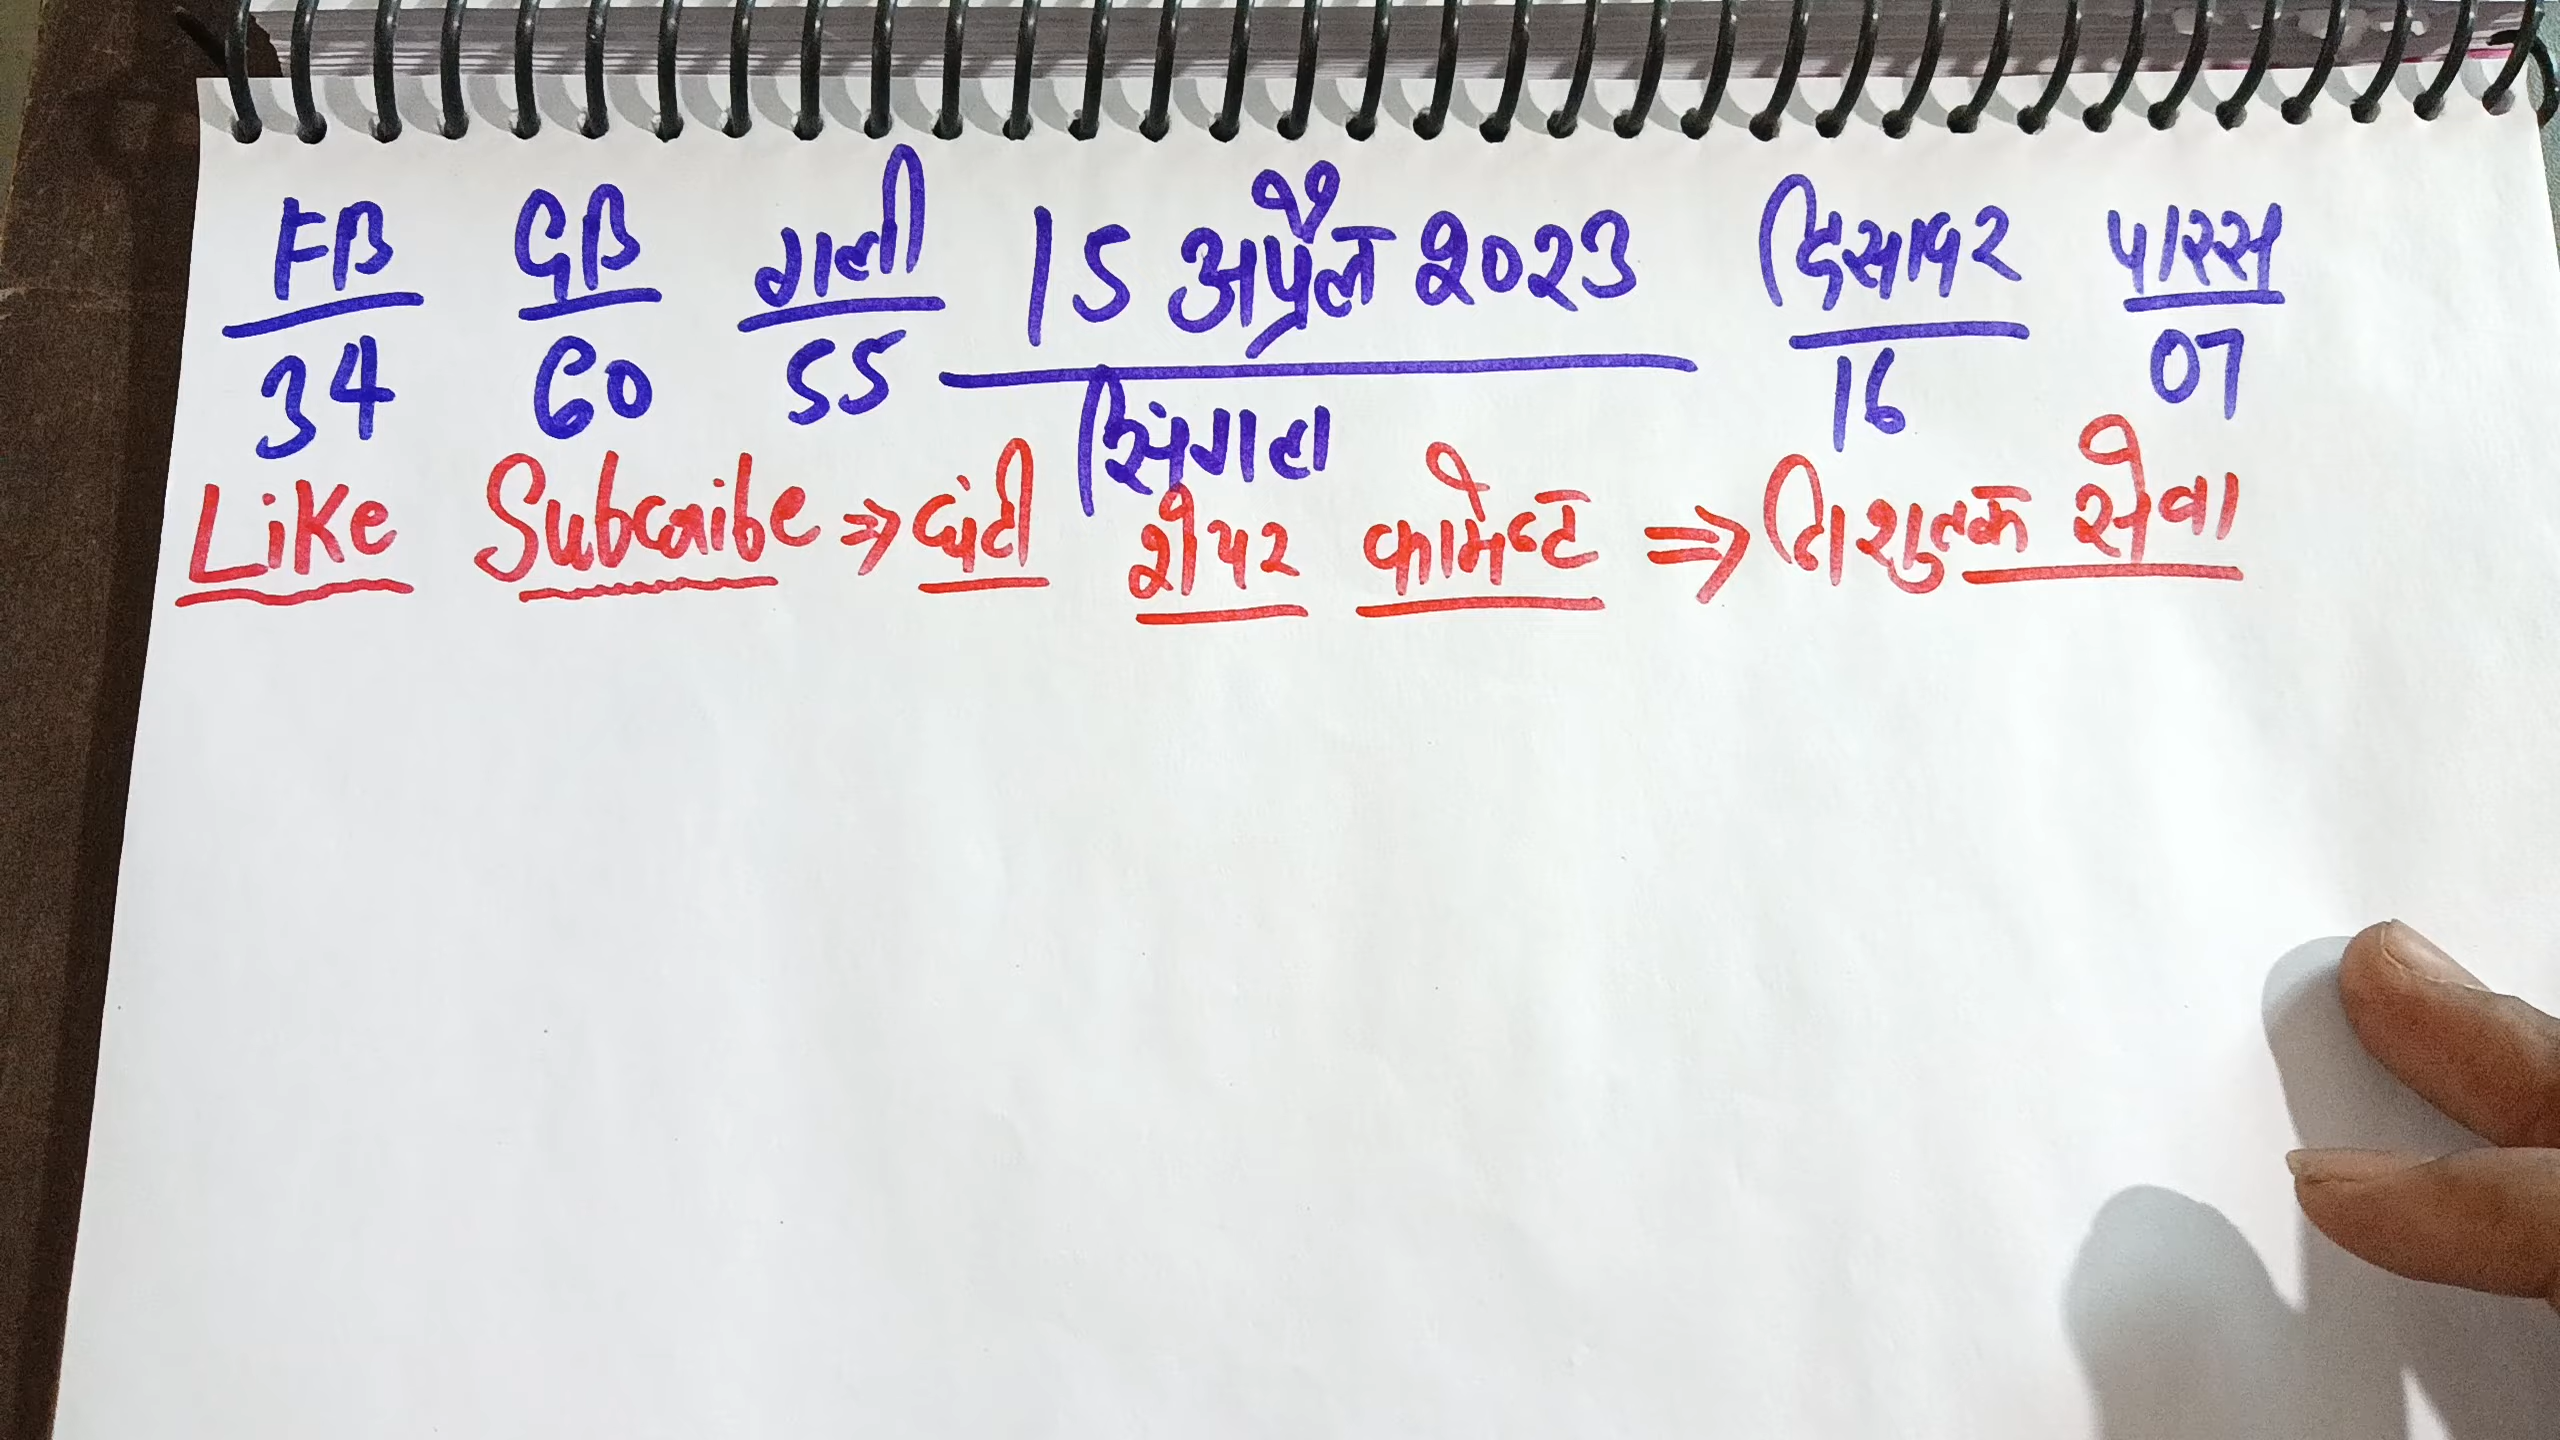 FB GB गली 15 अप्रैल 2023 दिसावर पारस
34 60 55 सिंगल 16 07
Like Subcribe ⇒ घंटी शेयर कामेण्ट ⇒ निशुल्क सेवा